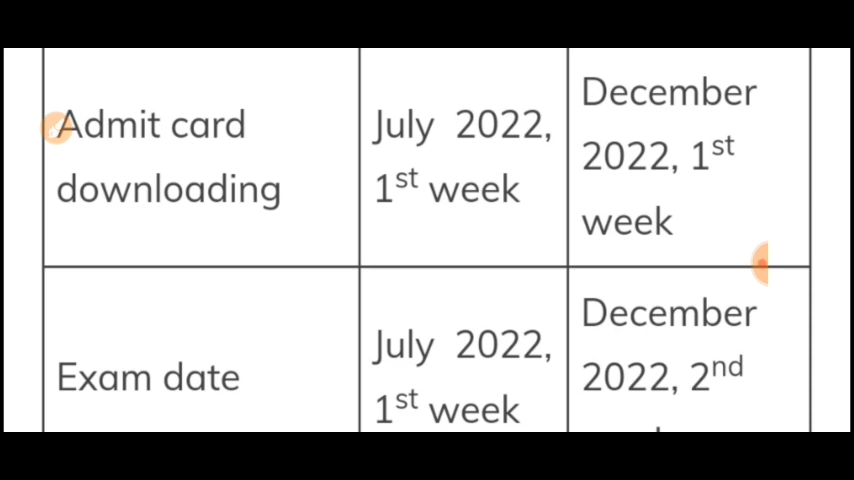 Admit card
downloading
July 2022,
1st week
December
2022, 1st
week
Exam date
July 2022,
1st week
December
2022, 2nd